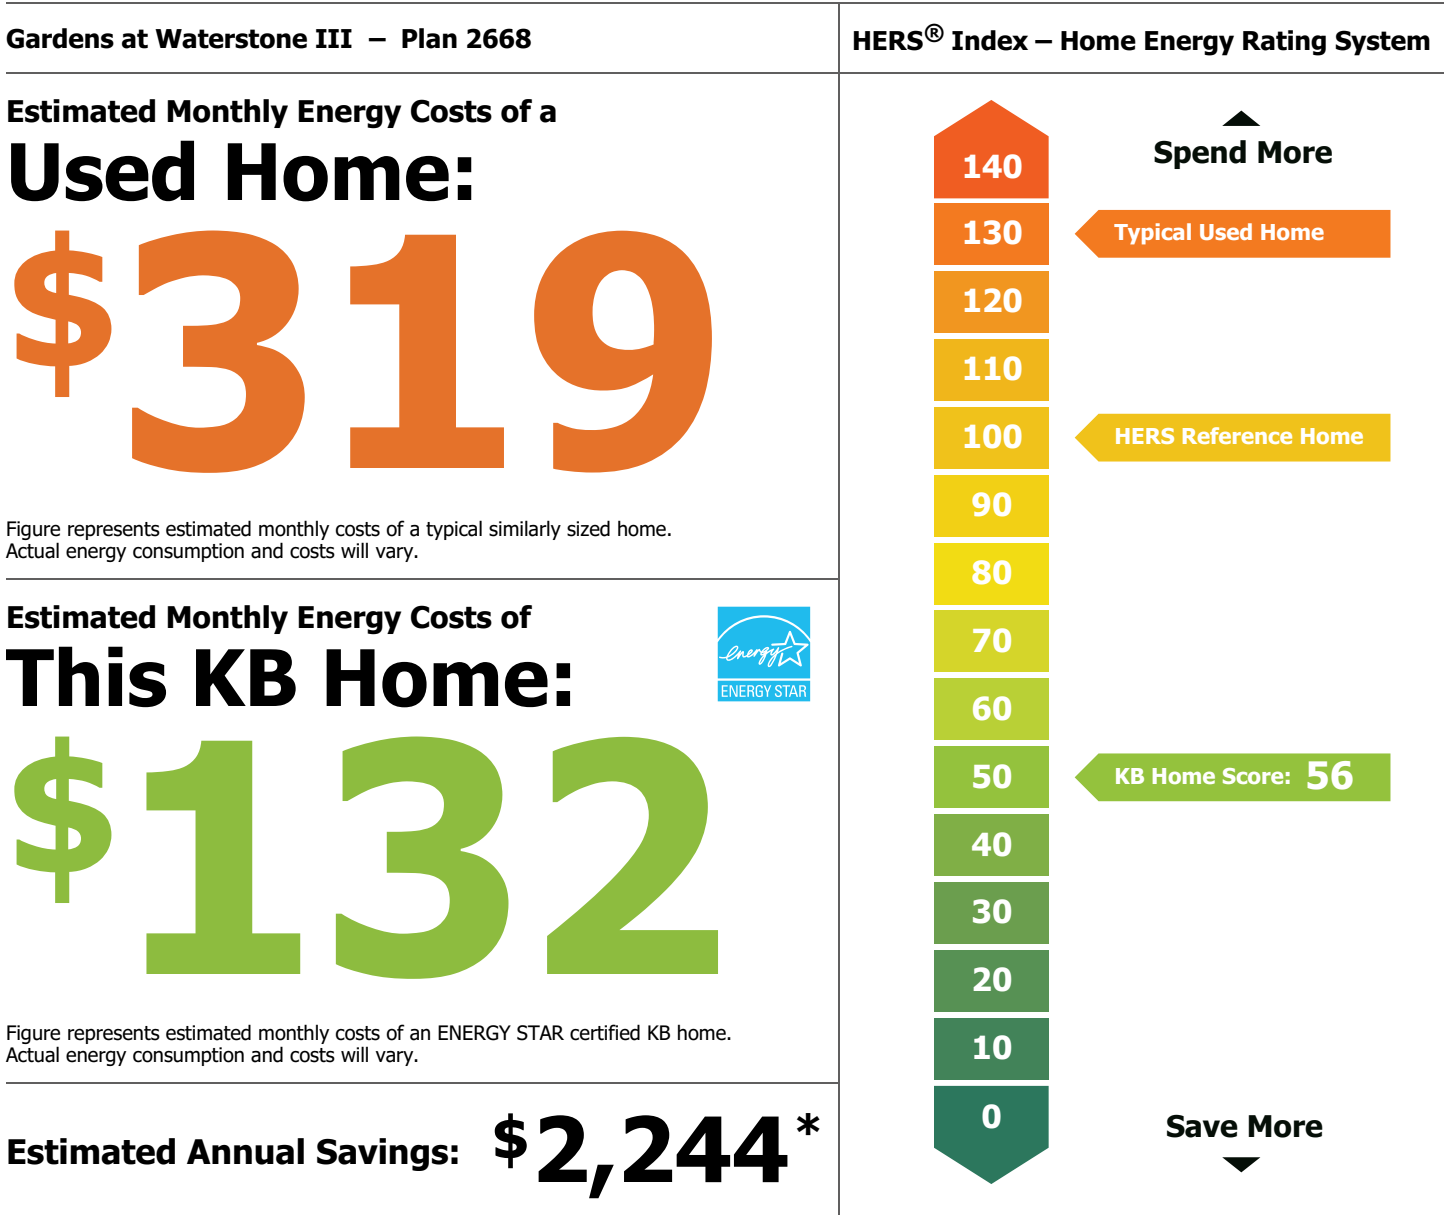 Gardens at Waterstone III – Plan 2668
Estimated Monthly Energy Costs of a
Used Home:
$319
Figure represents estimated monthly costs of a typical similarly sized home.
Actual energy consumption and costs will vary.
Estimated Monthly Energy Costs of
This KB Home:
energy
ENERGY STAR
$132
Figure represents estimated monthly costs of an ENERGY STAR certified KB home.
Actual energy consumption and costs will vary.
Estimated Annual Savings: $2,244*
HERS® Index – Home Energy Rating System
Spend More
140
130 Typical Used Home
120
110
100 HERS Reference Home
90
80
70
60
50 KB Home Score: 56
40
30
20
10
0
Save More